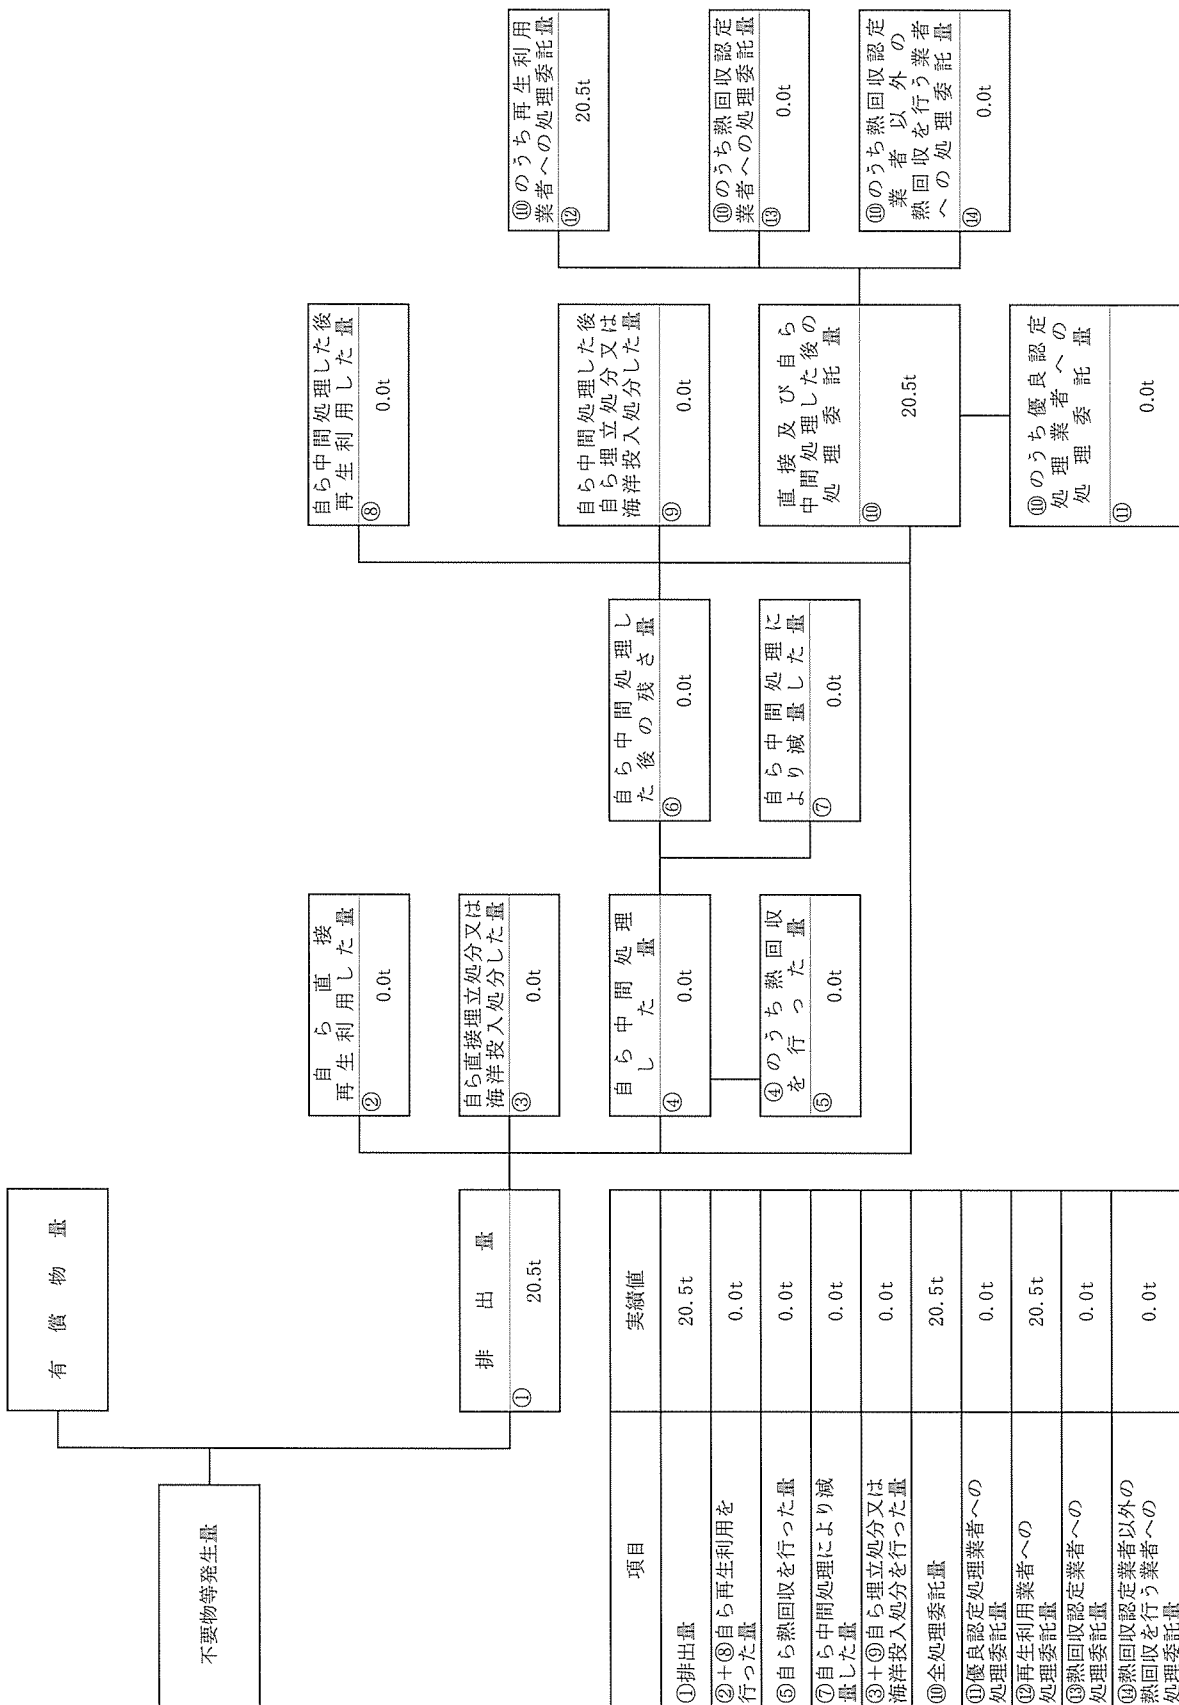 不要物等発生量
有償物量
排出量
①
20.5t
自ら直接
再生利用した量
②
0.0t
自ら直接埋立処分又は
海洋投入処分した量
③
0.0t
自ら中間処理
した量
④
0.0t
④のうち熱回収
を行った量
⑤
0.0t
自ら中間処理し
た後の残さ量
⑥
0.0t
自ら中間処理に
より減量した量
⑦
0.0t
自ら中間処理した後
再生利用した量
⑧
0.0t
自ら中間処理した後
自ら埋立処分又は
海洋投入処分した量
⑨
0.0t
直接及び自ら
中間処理した後の
処理委託量
⑩
20.5t
⑩のうち優良認定
処理業者への
処理委託量
⑪
0.0t
⑩のうち再生利用
業者への処理委託量
⑫
20.5t
⑩のうち熱回収認定
業者への処理委託量
⑬
0.0t
⑩のうち熱回収認定
業者以外の
熱回収を行う業者
への処理委託量
⑭
0.0t
項目 実績値
①排出量 20.5t
②+⑧自ら再生利用を
行った量 0.0t
⑤自ら熱回収を行った量 0.0t
⑦自ら中間処理により減
量した量 0.0t
③+⑨自ら埋立処分又は
海洋投入処分を行った量 0.0t
⑩全処理委託量 20.5t
⑪優良認定処理業者への
処理委託量 0.0t
⑫再生利用業者への
処理委託量 20.5t
⑬熱回収認定業者への
処理委託量 0.0t
⑭熱回収認定業者以外の
熱回収を行う業者への
処理委託量 0.0t